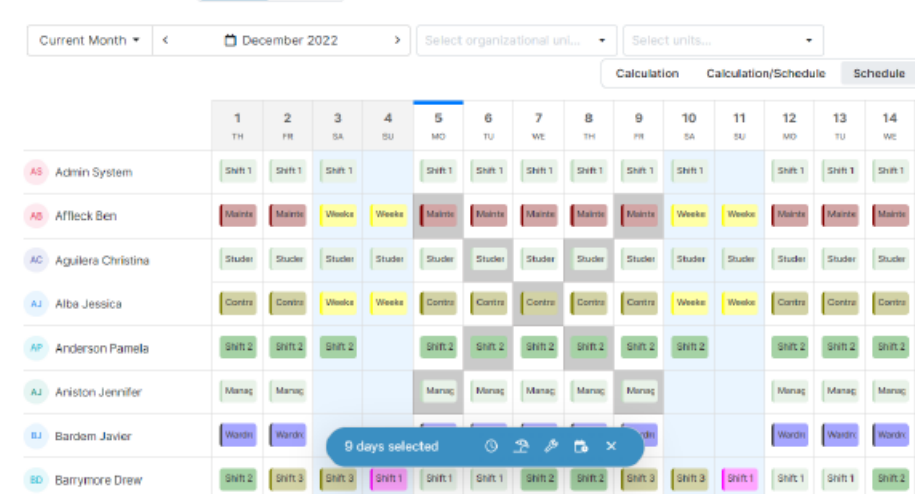 Current Month < December 2022 > Select organizational uni... Select units...
Calculation Calculation/Schedule Schedule
1 2 3 4 5 6 7 8 9 10 11 12 13 14
TH FR SA SU MO TU WE TH FR SA SU MO TU WE
AS Admin System Shift 1 Shift 1 Shift 1 Shift 1 Shift 1 Shift 1 Shift 1 Shift 1 Shift 1 Shift 1 Shift 1 Shift 1
AB Affleck Ben Mainte Mainte Weeke Weeke Mainte Mainte Mainte Mainte Mainte Weeke Weeke Mainte Mainte Mainte
AC Aguilera Christina Studer Studer Studer Studer Studer Studer Studer Studer Studer Studer Studer Studer Studer Studer
AJ Alba Jessica Contra Contra Weeke Weeke Contra Contra Contra Contra Contra Weeke Weeke Contra Contra Contra
AP Anderson Pamela Shift 2 Shift 2 Shift 2 Shift 2 Shift 2 Shift 2 Shift 2 Shift 2 Shift 2 Shift 2 Shift 2 Shift 2
AJ Aniston Jennifer Manag Manag Manag Manag Manag Manag Manag Manag Manag Manag
BJ Bardem Javier Wardr Wardr Wardr Wardr Wardr
9 days selected
BD Barrymore Drew Shift 2 Shift 3 Shift 3 Shift 1 Shift 1 Shift 1 Shift 2 Shift 2 Shift 3 Shift 3 Shift 1 Shift 1 Shift 1 Shift 2